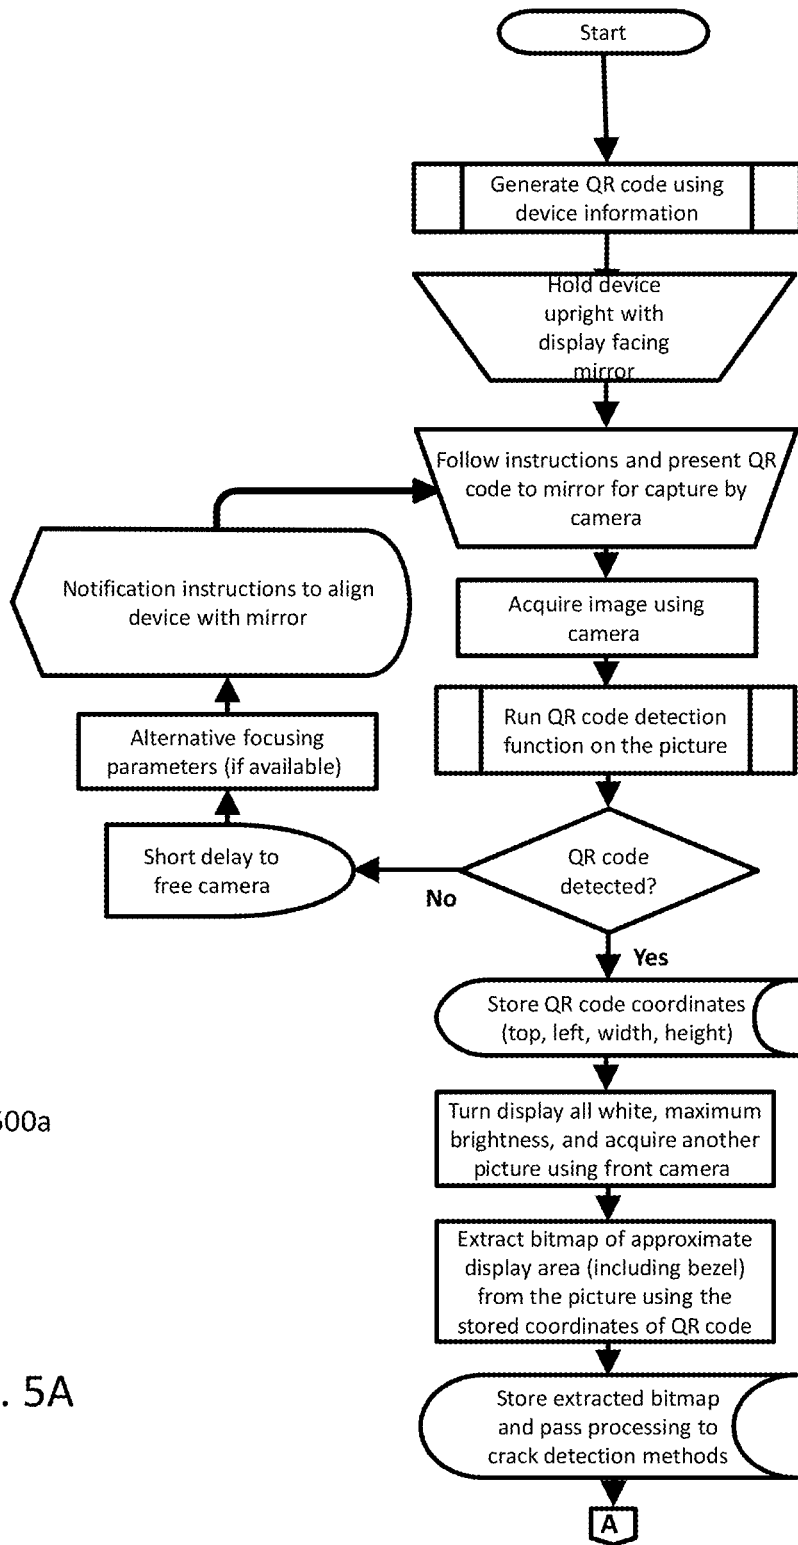 Start
Generate QR code using
device information
Hold device
upright with
display facing
mirror
Follow instructions and present QR
code to mirror for capture by
camera
Notification instructions to align
device with mirror
Acquire image using
camera
Run QR code detection
function on the picture
Alternative focusing
parameters (if available)
Short delay to
free camera
QR code
detected?
No
Yes
Store QR code coordinates
(top, left, width, height)
Turn display all white, maximum
brightness, and acquire another
picture using front camera
Extract bitmap of approximate
display area (including bezel)
from the picture using the
stored coordinates of QR code
Store extracted bitmap
and pass processing to
crack detection methods
A
500a
. 5A